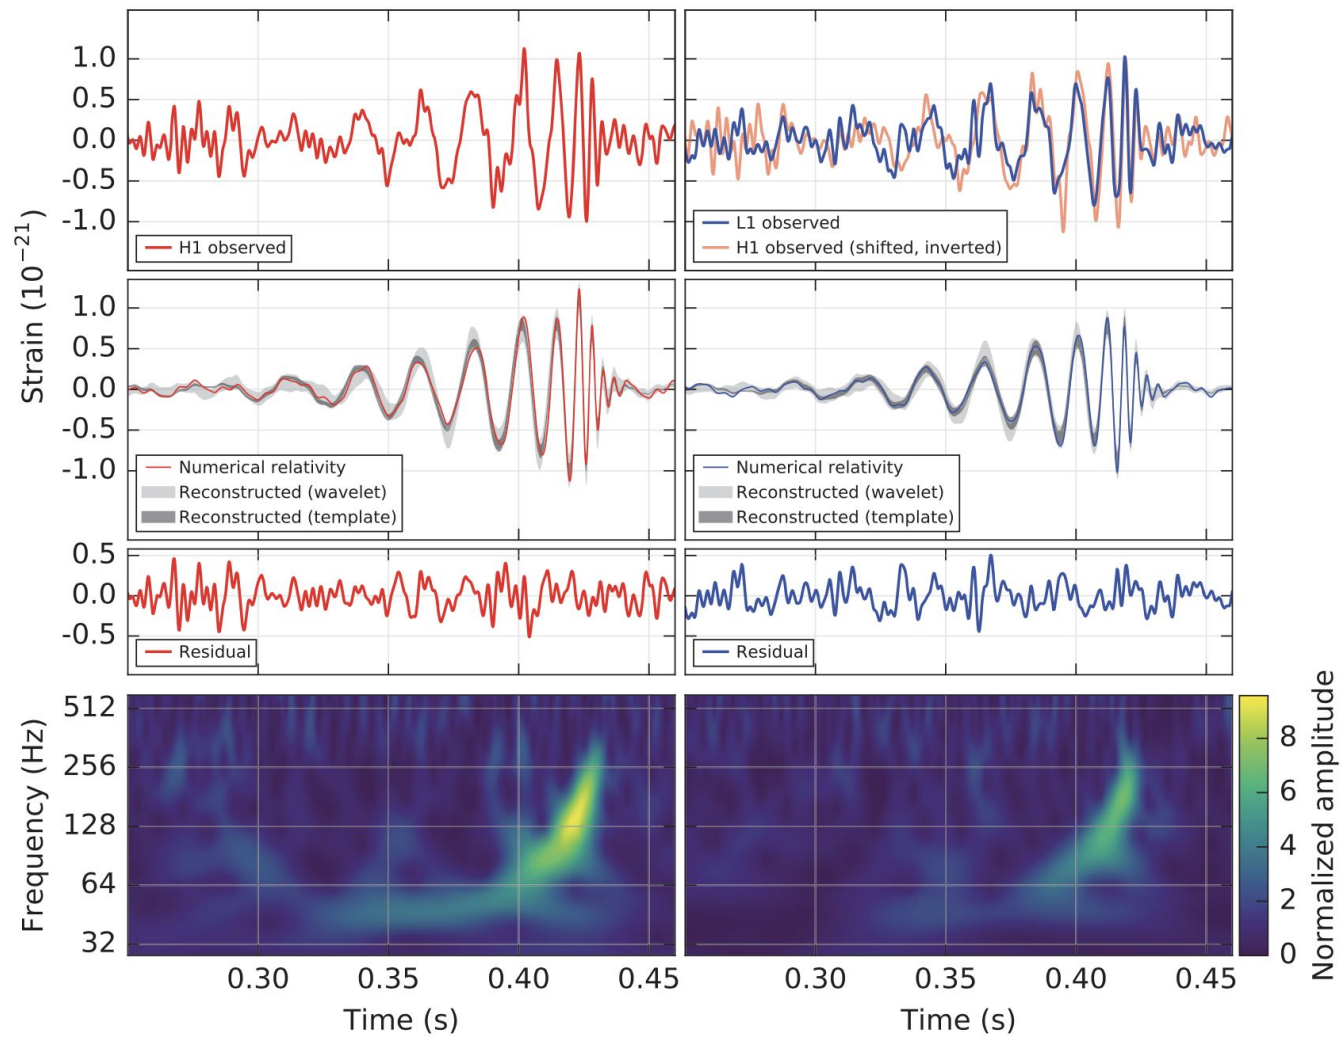 Strain (10⁻²¹)
1.0
0.5
0.0
-0.5
-1.0
H1 observed
L1 observed
H1 observed (shifted, inverted)
1.0
0.5
0.0
-0.5
-1.0
Numerical relativity
Reconstructed (wavelet)
Reconstructed (template)
Numerical relativity
Reconstructed (wavelet)
Reconstructed (template)
0.5
0.0
-0.5
Residual
Residual
Frequency (Hz)
512
256
128
64
32
0.30 0.35 0.40 0.45
Time (s)
0.30 0.35 0.40 0.45
Time (s)
8
6
4
2
0
Normalized amplitude